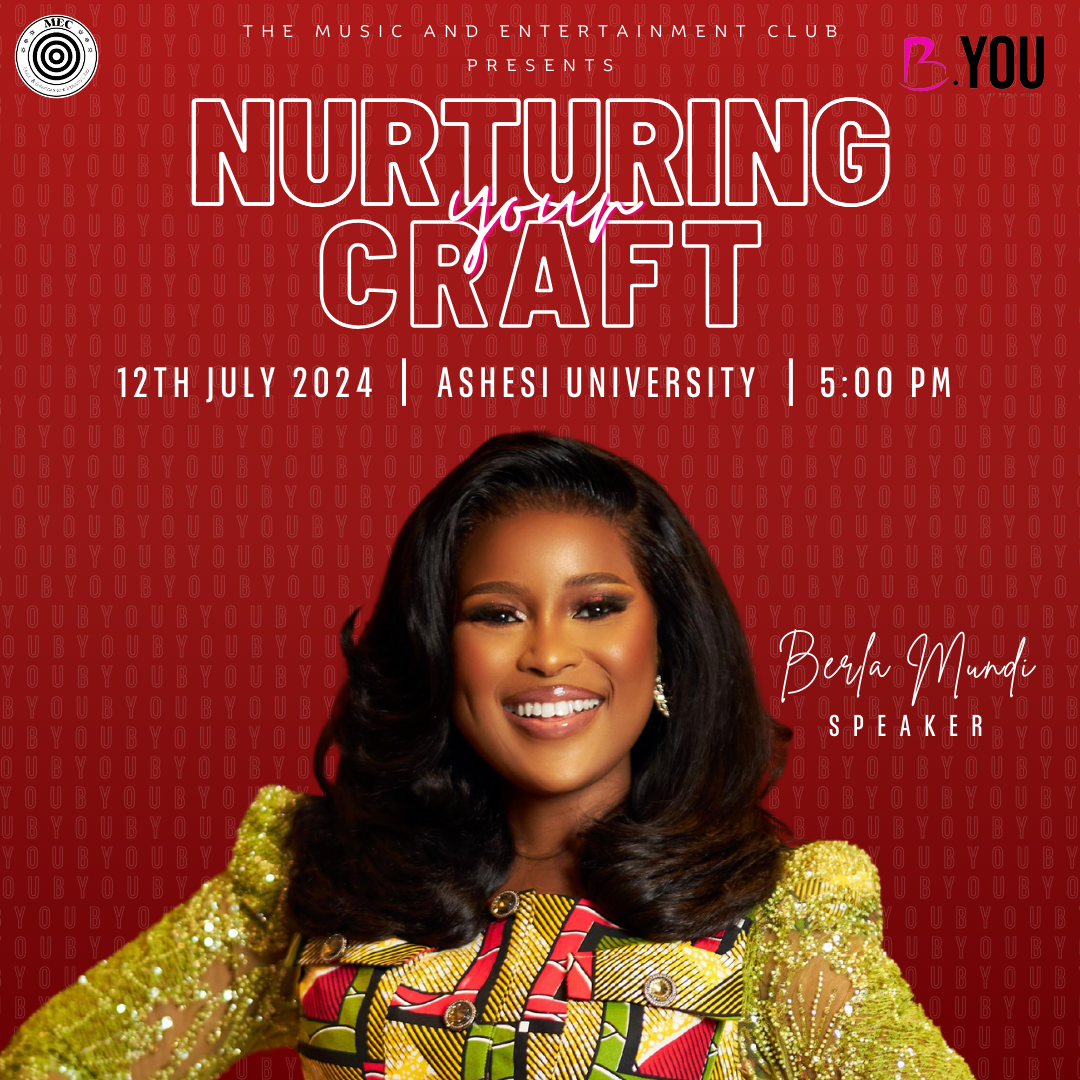 MEC
THE MUSIC AND ENTERTAINMENT CLUB
PRESENTS
B.YOU
NURTURING
your
CRAFT
12TH JULY 2024 | ASHESI UNIVERSITY | 5:00 PM
Berla Mundi
SPEAKER